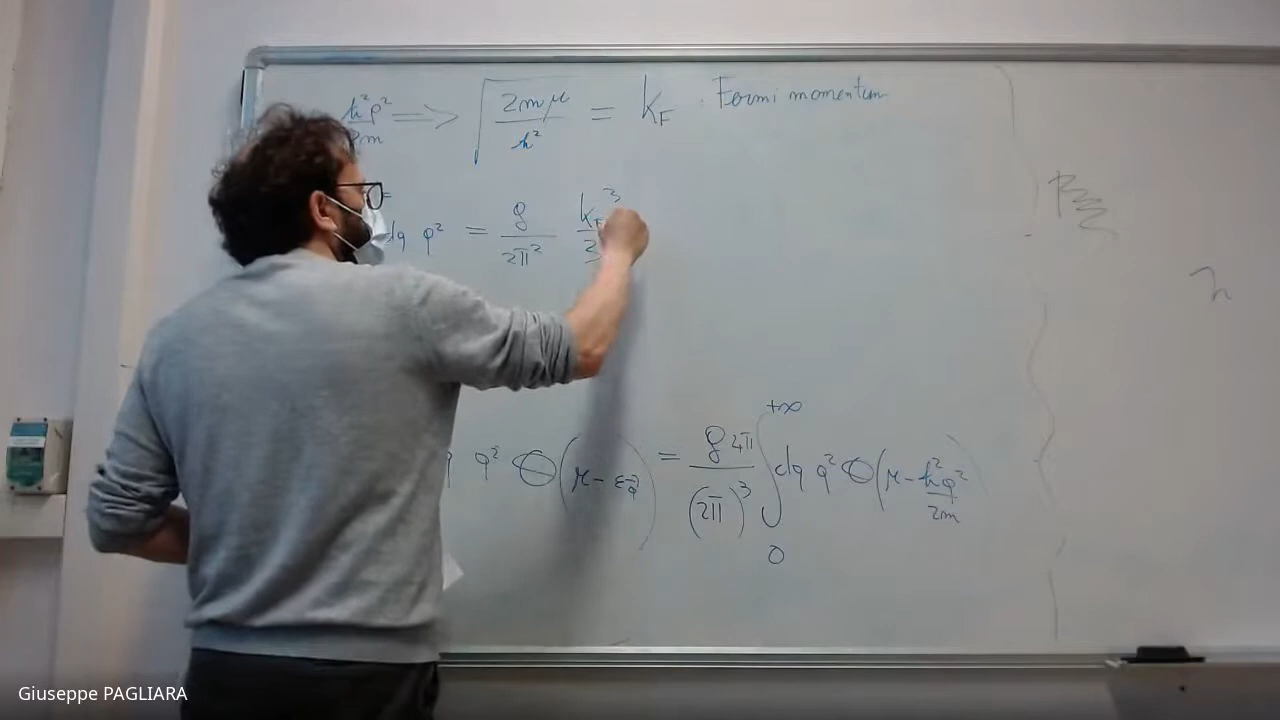 ħ²q²/2m ⟹ √(2mμ/ħ²) = k_F . Fermi momentum
dq q² = g/2π² k_F³/3
q² Θ(μ - ε_q⃗) = g 4π/(2π)³ ∫₀^{+∞} dq q² Θ(μ - ħ²q²/2m)
Giuseppe PAGLIARA